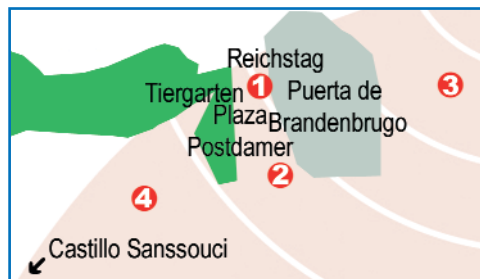 Reichstag
Tiergarten
1
Puerta de
3
Plaza
Brandenbrugo
Postdamer
2
4
Castillo Sanssouci